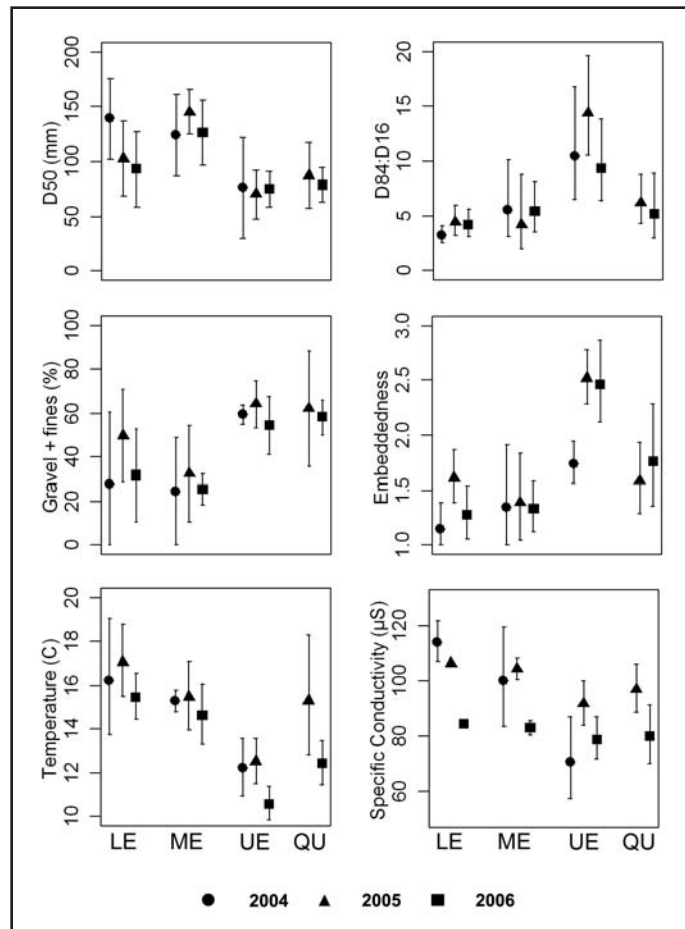 D50 (mm)
0 50 100 150 200
D84:D16
0 5 10 15 20
Gravel + fines (%)
0 20 40 60 80 100
Embeddedness
1.0 1.5 2.0 2.5 3.0
Temperature (C)
10 12 14 16 18 20
LE ME UE QU
Specific Conductivity (µS)
60 80 100 120
LE ME UE QU
2004 2005 2006